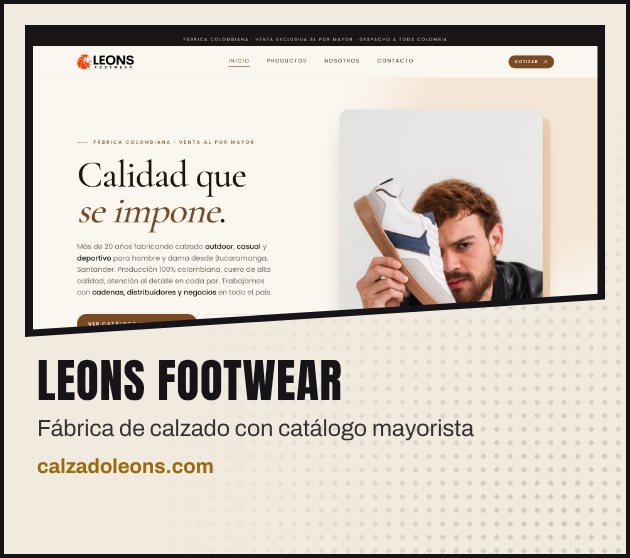 FÁBRICA COLOMBIANA · VENTA EXCLUSIVA AL POR MAYOR · DESPACHO A TODA COLOMBIA
LEONS
FOOTWEAR
INICIO PRODUCTOS NOSOTROS CONTACTO
COTIZAR
FÁBRICA COLOMBIANA · VENTA AL POR MAYOR
Calidad que
se impone.
Más de 20 años fabricando calzado outdoor, casual y
deportivo para hombre y dama desde Bucaramanga,
Santander. Producción 100% colombiana, cuero de alta
calidad, atención al detalle en cada par. Trabajamos
con cadenas, distribuidores y negocios en todo el país.
VER
LEONS FOOTWEAR
Fábrica de calzado con catálogo mayorista
calzadoleons.com